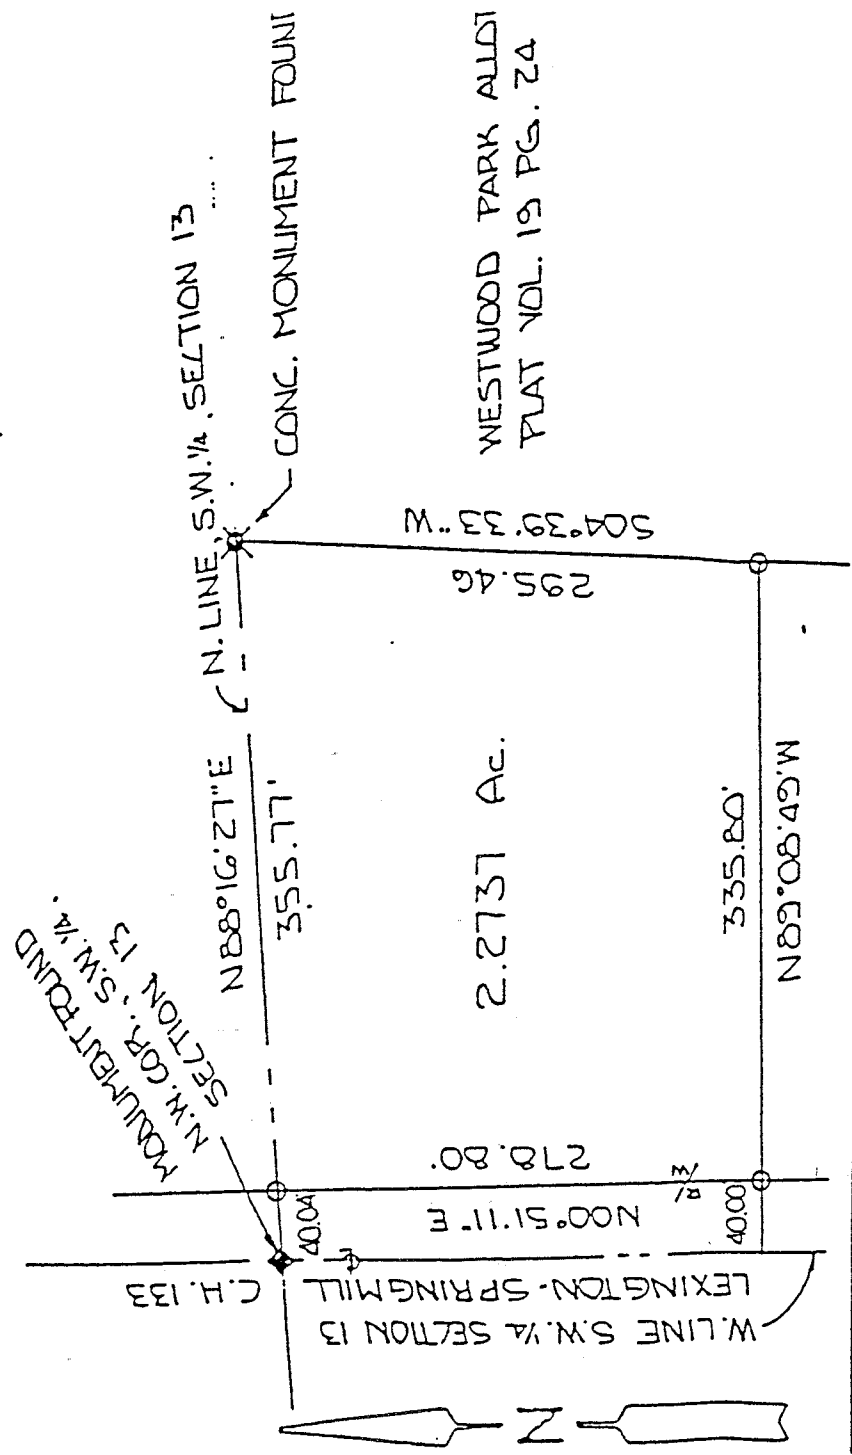 MONUMENT FOUND
N.W. COR., S.W. 1/4.
SECTION 13
N. LINE, S.W. 1/4, SECTION 13
CONC. MONUMENT FOUN
N88°16'27"E
355.77'
WESTWOOD PARK ALLOT
PLAT VOL. 19 PG. 24
S04°39'33"W
295.46
2.2737 Ac.
335.80'
N89°08'49"W
278.80'
N00°51'11"E
R/W
40.04
40.00
C.H. 133
LEXINGTON-SPRINGMILL
W. LINE S.W. 1/4 SECTION 13
N